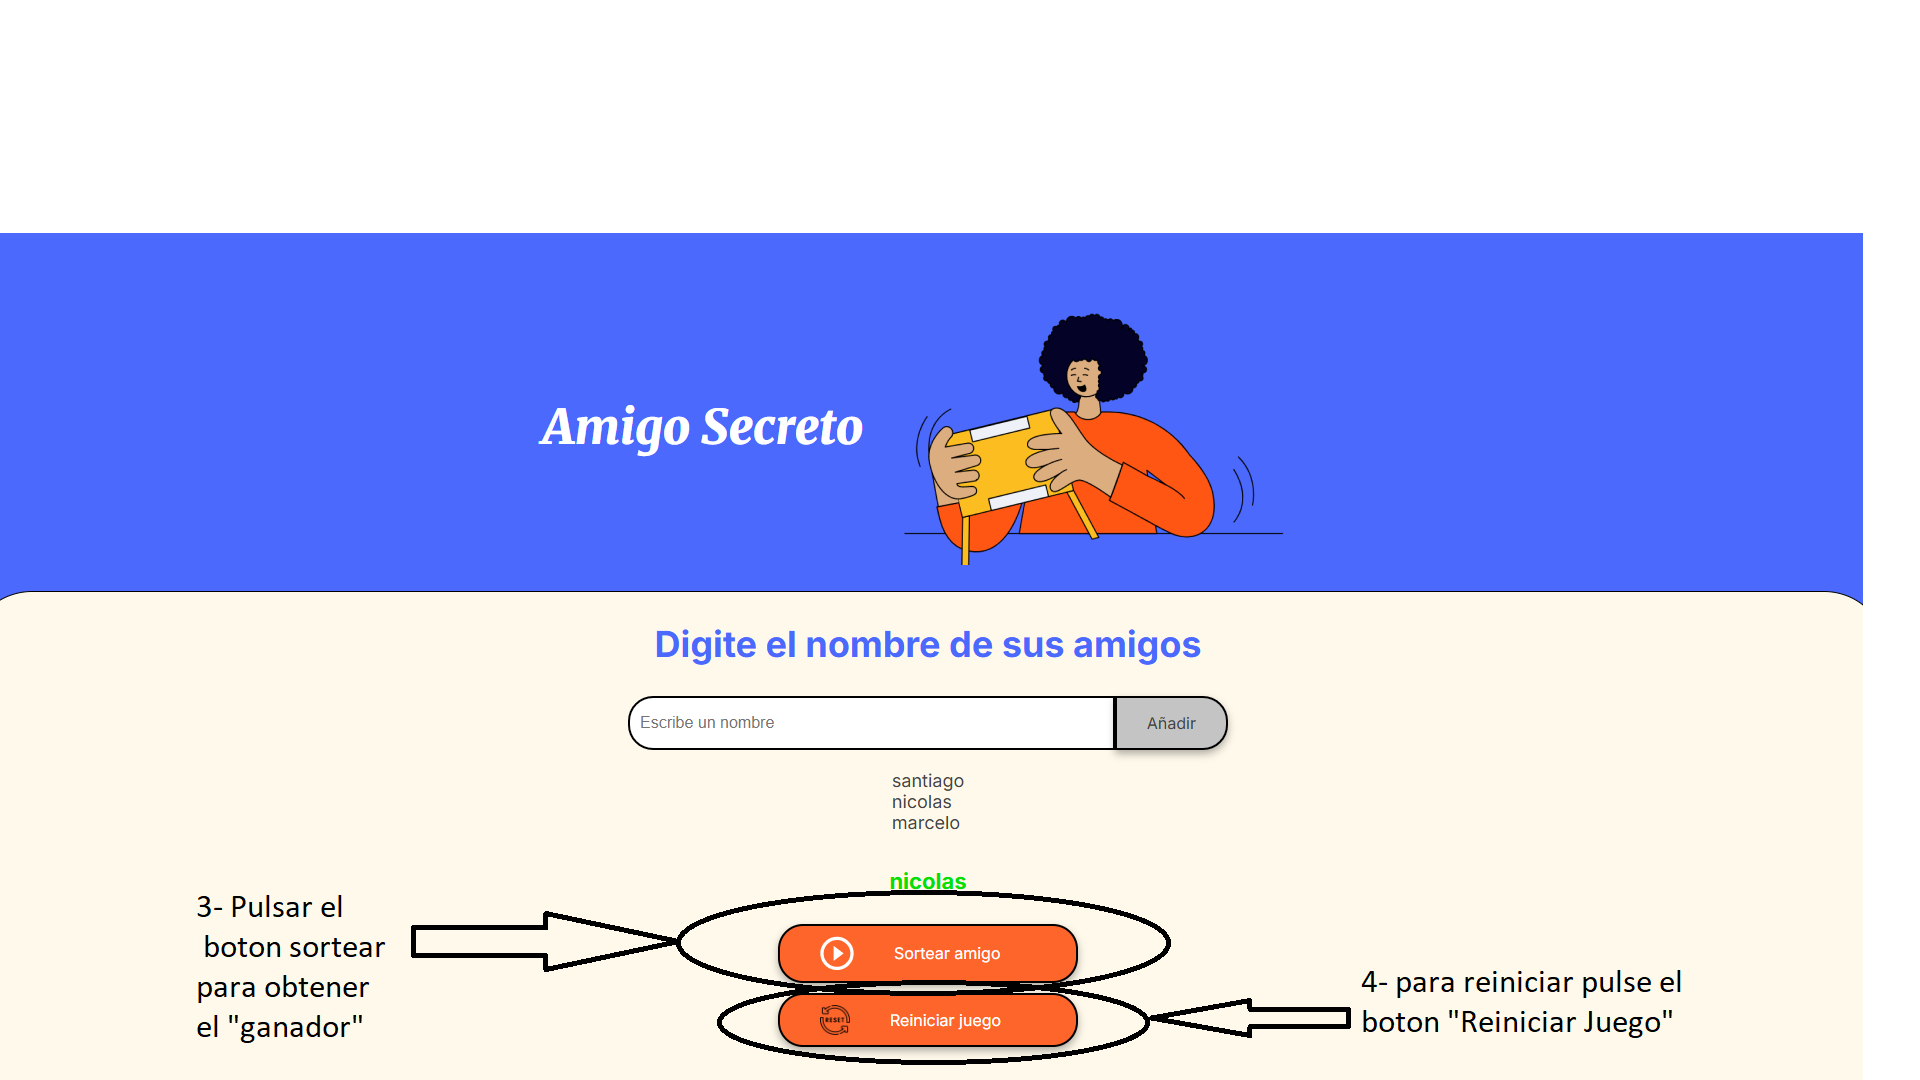 Amigo Secreto
Digite el nombre de sus amigos
Escribe un nombre
Añadir
santiago
nicolas
marcelo
nicolas
3- Pulsar el
boton sortear
para obtener
el "ganador"
Sortear amigo
RESET
Reiniciar juego
4- para reiniciar pulse el
boton "Reiniciar Juego"